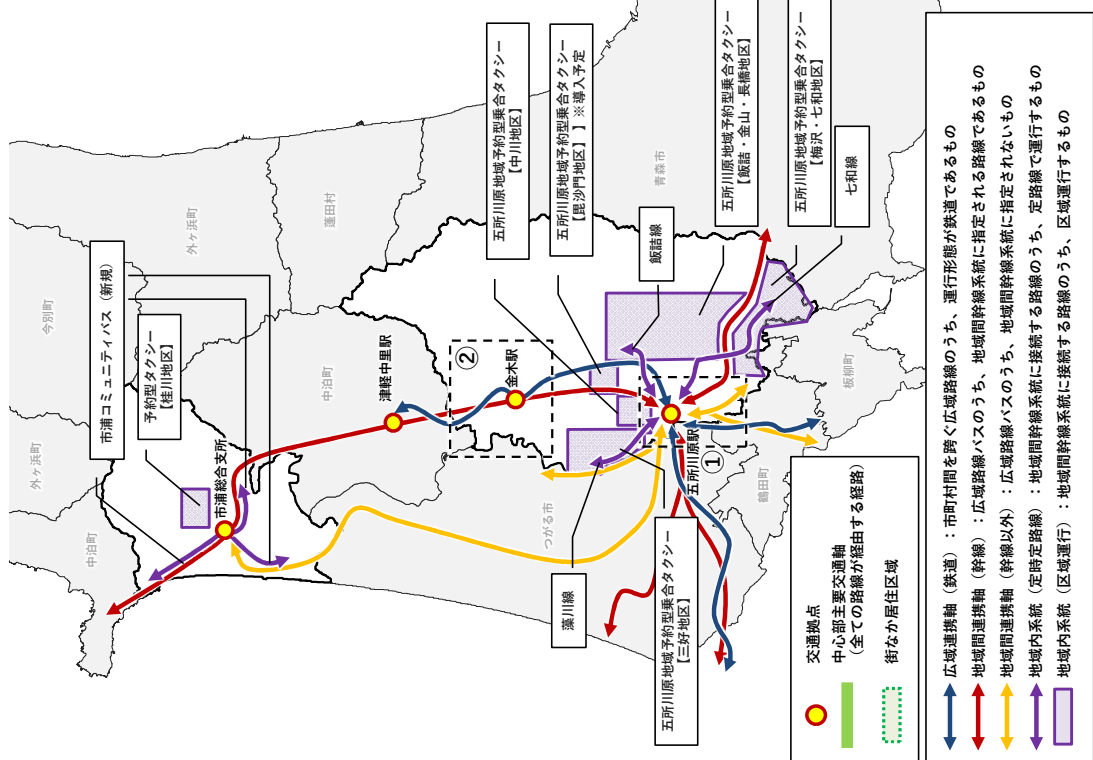 外ヶ浜町
今別町
外ヶ浜町
蓬田村
中泊町
中泊町
青森市
つがる市
鶴田町
板柳町
市浦コミュニティバス（新規）
予約型タクシー
【桂川地区】
市浦総合支所
津軽中里駅
金木駅
②
五所川原駅
①
五所川原地域予約型乗合タクシー
【中川地区】
五所川原地域予約型乗合タクシー
【毘沙門地区】】※導入予定
飯詰線
五所川原地域予約型乗合タクシー
【飯詰・金山・長橋地区】
五所川原地域予約型乗合タクシー
【梅沢・七和地区】
七和線
藻川線
五所川原地域予約型乗合タクシー
【三好地区】
交通拠点
中心部主要交通軸
（全ての路線が経由する経路）
街なか居住区域
広域連携軸（鉄道）：市町村間を跨ぐ広域路線のうち、運行形態が鉄道であるもの
地域間連携軸（幹線）：広域路線バスのうち、地域間幹線系統に指定される路線であるもの
地域間連携軸（幹線以外）：広域路線バスのうち、地域間幹線系統に指定されないもの
地域内系統（定時定路線）：地域間幹線系統に接続する路線のうち、定路線で運行するもの
地域内系統（区域運行）：地域間幹線系統に接続する路線のうち、区域運行するもの